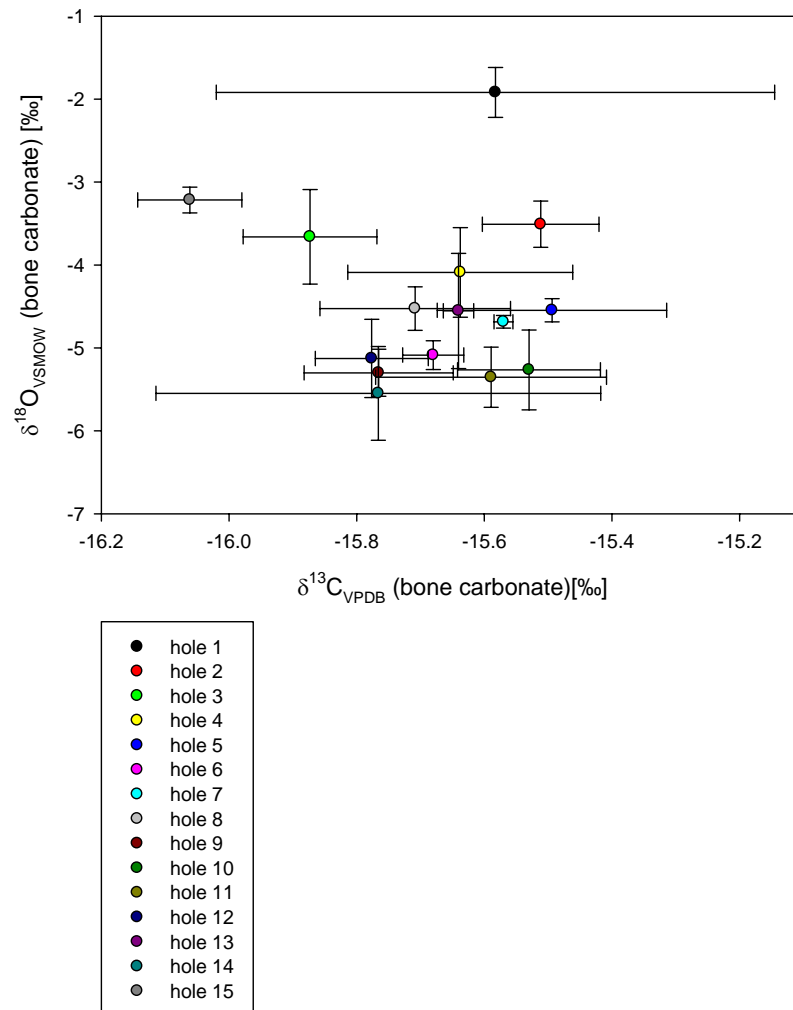 -1
-2
-3
-4
-5
-6
-7
δ18OVSMOW (bone carbonate) [‰]
-16.2 -16.0 -15.8 -15.6 -15.4 -15.2
δ13CVPDB (bone carbonate)[‰]
hole 1
hole 2
hole 3
hole 4
hole 5
hole 6
hole 7
hole 8
hole 9
hole 10
hole 11
hole 12
hole 13
hole 14
hole 15